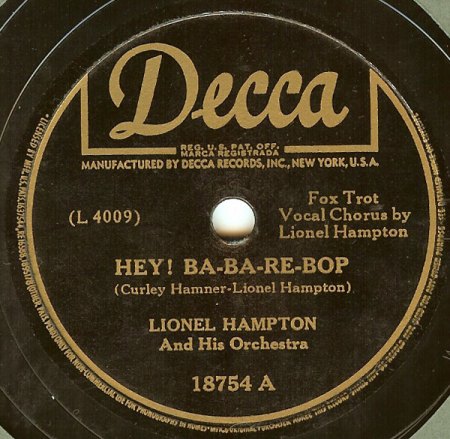 Decca
REG. U.S. PAT. OFF.
MARCA REGISTRADA
MANUFACTURED BY DECCA RECORDS, INC., NEW YORK, U.S.A.
(L 4009)
Fox Trot
Vocal Chorus by
Lionel Hampton
HEY! BA-BA-RE-BOP
(Curley Hamner-Lionel Hampton)
LIONEL HAMPTON
And His Orchestra
18754 A